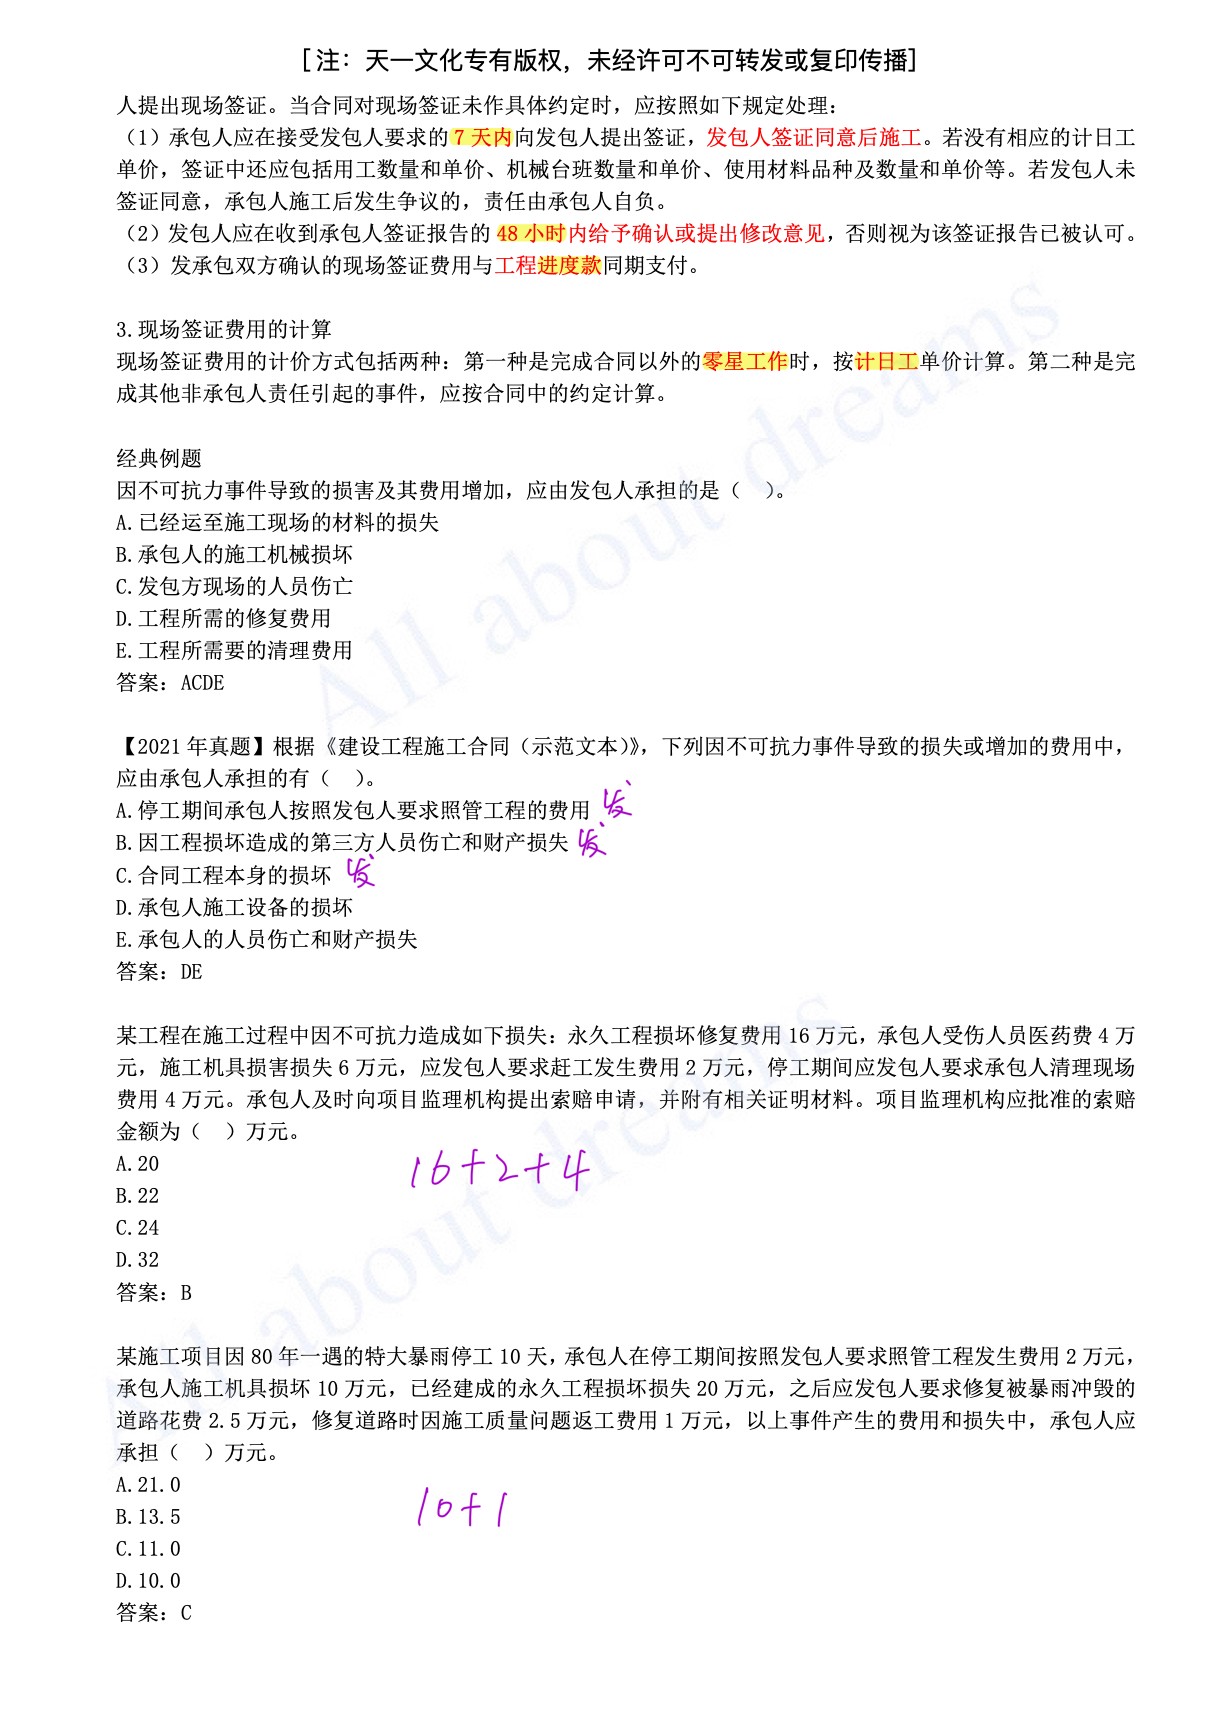 [注：天一文化专有版权，未经许可不可转发或复印传播]
人提出现场签证。当合同对现场签证未作具体约定时，应按照如下规定处理：
（1）承包人应在接受发包人要求的 7 天内向发包人提出签证，发包人签证同意后施工。若没有相应的计日工
单价，签证中还应包括用工数量和单价、机械台班数量和单价、使用材料品种及数量和单价等。若发包人未
签证同意，承包人施工后发生争议的，责任由承包人自负。
（2）发包人应在收到承包人签证报告的 48 小时内给予确认或提出修改意见，否则视为该签证报告已被认可。
（3）发承包双方确认的现场签证费用与工程进度款同期支付。
3.现场签证费用的计算
现场签证费用的计价方式包括两种：第一种是完成合同以外的零星工作时，按计日工单价计算。第二种是完
成其他非承包人责任引起的事件，应按合同中的约定计算。
经典例题
因不可抗力事件导致的损害及其费用增加，应由发包人承担的是（　）。
A.已经运至施工现场的材料的损失
B.承包人的施工机械损坏
C.发包方现场的人员伤亡
D.工程所需的修复费用
E.工程所需要的清理费用
答案：ACDE
【2021 年真题】根据《建设工程施工合同（示范文本）》，下列因不可抗力事件导致的损失或增加的费用中，
应由承包人承担的有（　）。
A.停工期间承包人按照发包人要求照管工程的费用 发
B.因工程损坏造成的第三方人员伤亡和财产损失 发
C.合同工程本身的损坏 发
D.承包人施工设备的损坏
E.承包人的人员伤亡和财产损失
答案：DE
某工程在施工过程中因不可抗力造成如下损失：永久工程损坏修复费用 16 万元，承包人受伤人员医药费 4 万
元，施工机具损害损失 6 万元，应发包人要求赶工发生费用 2 万元，停工期间应发包人要求承包人清理现场
费用 4 万元。承包人及时向项目监理机构提出索赔申请，并附有相关证明材料。项目监理机构应批准的索赔
金额为（　）万元。
A.20
16+2+4
B.22
C.24
D.32
答案：B
某施工项目因 80 年一遇的特大暴雨停工 10 天，承包人在停工期间按照发包人要求照管工程发生费用 2 万元，
承包人施工机具损坏 10 万元，已经建成的永久工程损坏损失 20 万元，之后应发包人要求修复被暴雨冲毁的
道路花费 2.5 万元，修复道路时因施工质量问题返工费用 1 万元，以上事件产生的费用和损失中，承包人应
承担（　）万元。
A.21.0
10+1
B.13.5
C.11.0
D.10.0
答案：C
All about dreams
All about dreams